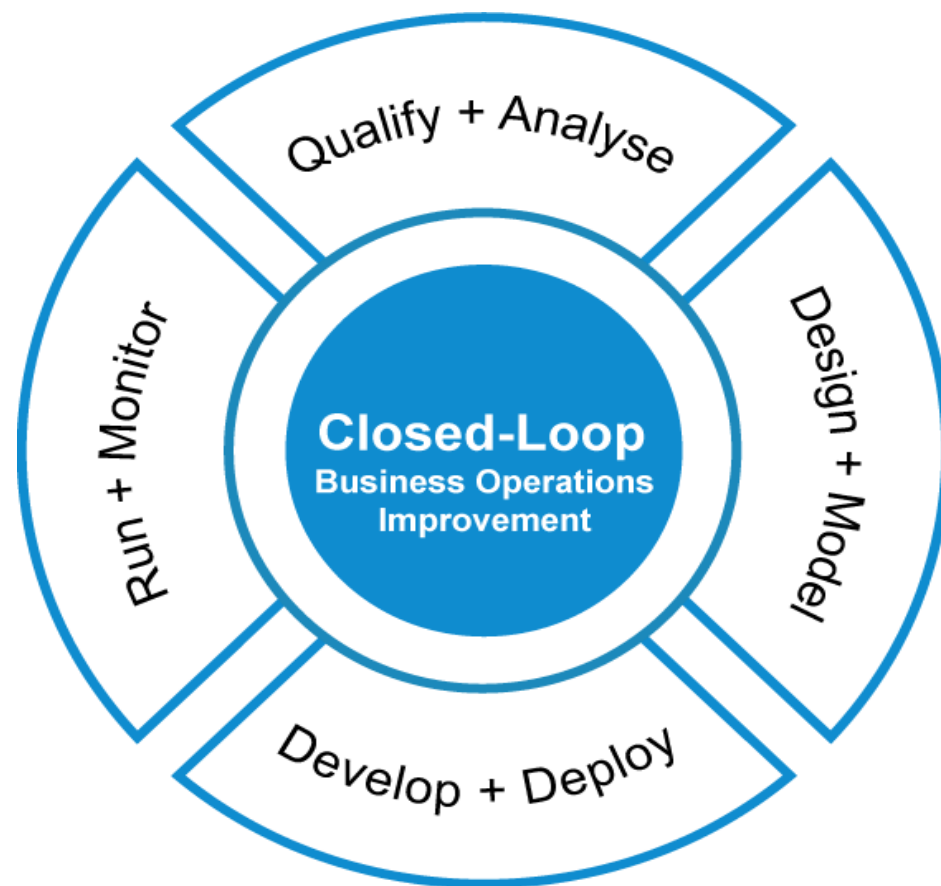 Qualify + Analyse
Design + Model
Develop + Deploy
Run + Monitor
Closed-Loop
Business Operations
Improvement